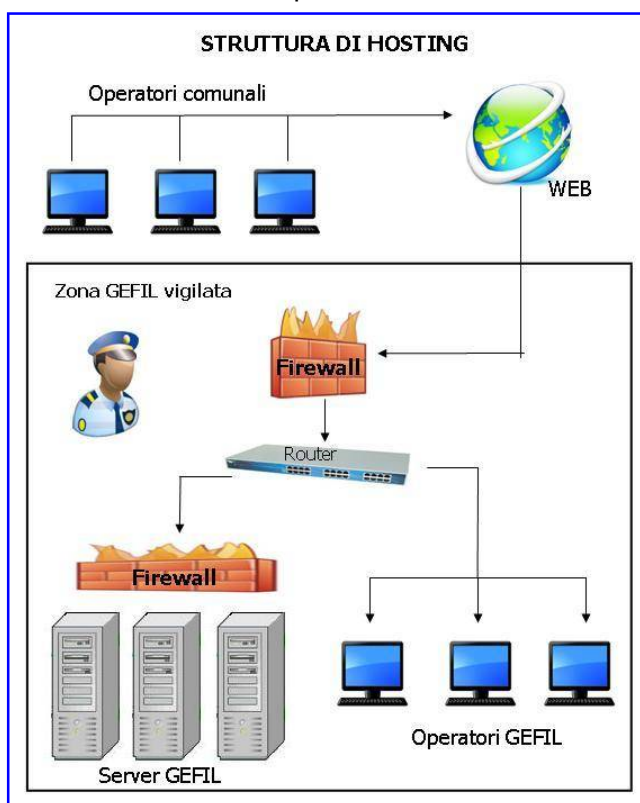 STRUTTURA DI HOSTING
Operatori comunali
WEB
Zona GEFIL vigilata
Firewall
Router
Firewall
Operatori GEFIL
Server GEFIL